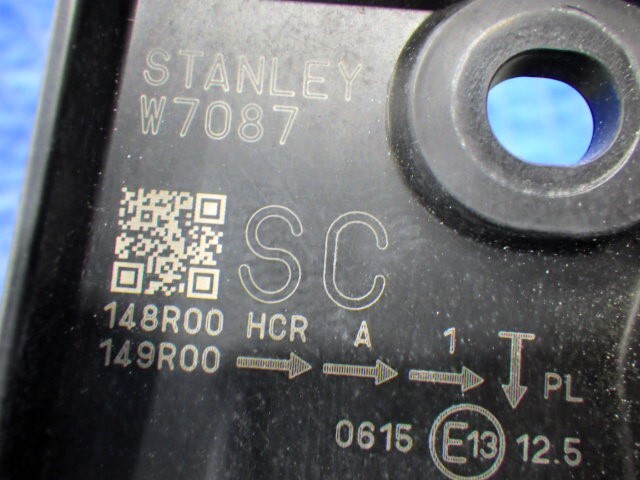 STANLEY
W7087
SC
148R00 HCR A 1
149R00 → → → PL
0615 E13 12.5